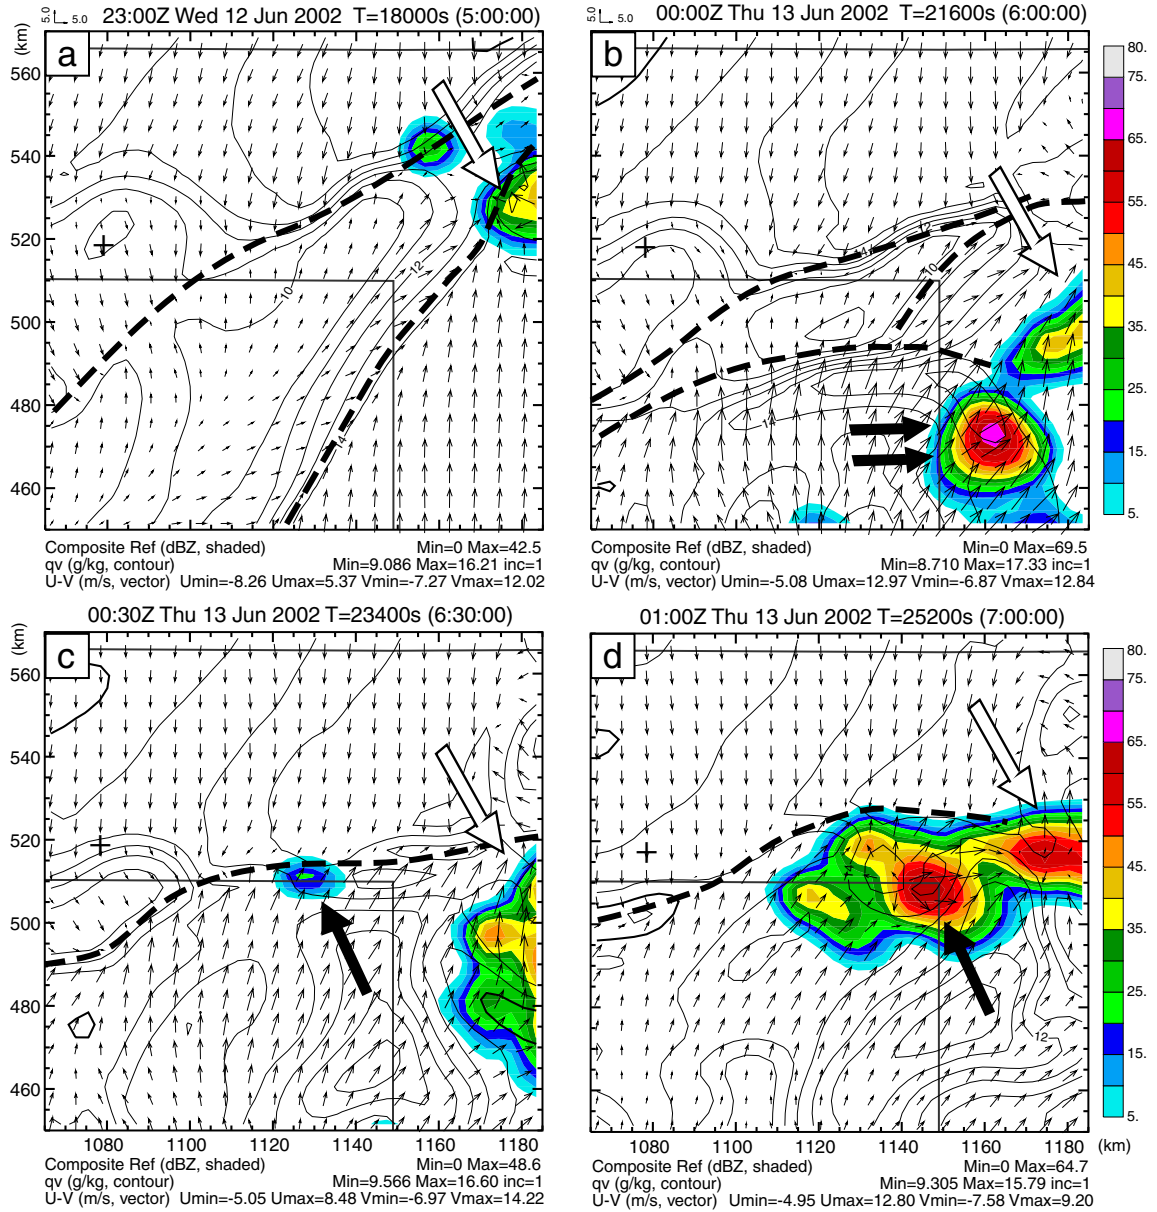 5.0
5.0
23:00Z Wed 12 Jun 2002 T=18000s (5:00:00)
(km)
a
560
540
520
500
480
460
12
10
14
Composite Ref (dBZ, shaded) Min=0 Max=42.5
qv (g/kg, contour) Min=9.086 Max=16.21 inc=1
U-V (m/s, vector) Umin=-8.26 Umax=5.37 Vmin=-7.27 Vmax=12.02
5.0
5.0
00:00Z Thu 13 Jun 2002 T=21600s (6:00:00)
b
12
14
10
14
80.
75.
65.
55.
45.
35.
25.
15.
5.
Composite Ref (dBZ, shaded) Min=0 Max=69.5
qv (g/kg, contour) Min=8.710 Max=17.33 inc=1
U-V (m/s, vector) Umin=-5.08 Umax=12.97 Vmin=-6.87 Vmax=12.84
00:30Z Thu 13 Jun 2002 T=23400s (6:30:00)
(km)
c
560
540
520
500
480
460
1080 1100 1120 1140 1160 1180
Composite Ref (dBZ, shaded) Min=0 Max=48.6
qv (g/kg, contour) Min=9.566 Max=16.60 inc=1
U-V (m/s, vector) Umin=-5.05 Umax=8.48 Vmin=-6.97 Vmax=14.22
01:00Z Thu 13 Jun 2002 T=25200s (7:00:00)
d
12
80.
75.
65.
55.
45.
35.
25.
15.
5.
1080 1100 1120 1140 1160 1180 (km)
Composite Ref (dBZ, shaded) Min=0 Max=64.7
qv (g/kg, contour) Min=9.305 Max=15.79 inc=1
U-V (m/s, vector) Umin=-4.95 Umax=12.80 Vmin=-7.58 Vmax=9.20